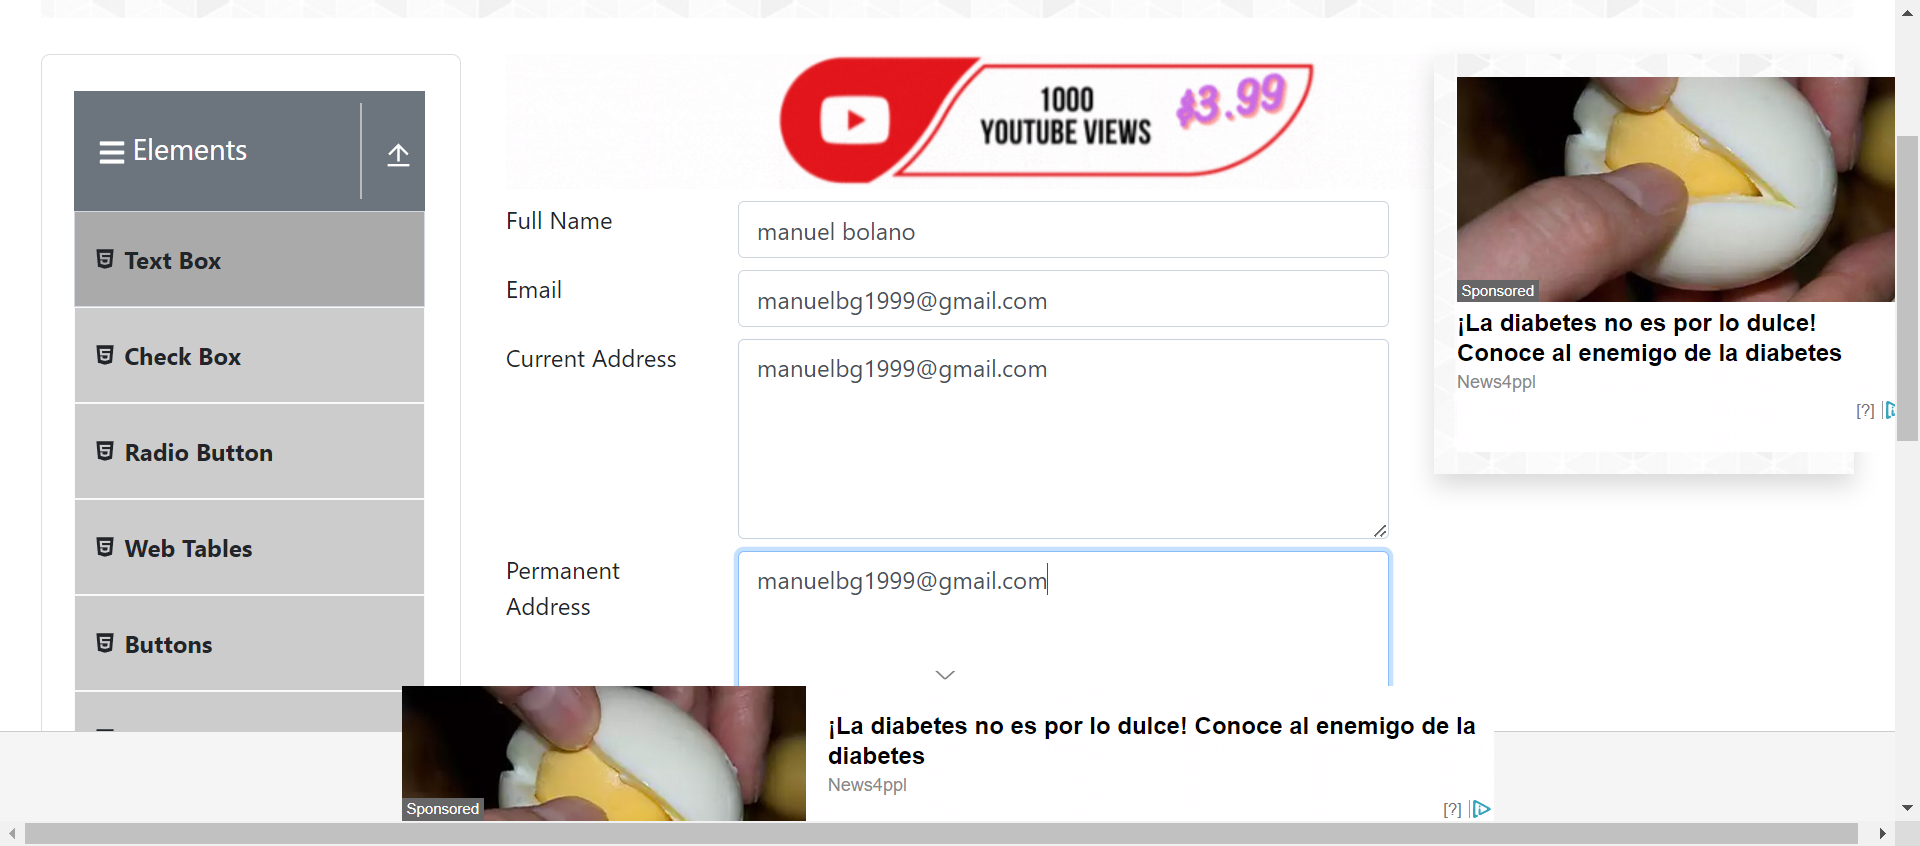 Elements
Text Box
Check Box
Radio Button
Web Tables
Buttons
1000
YOUTUBE VIEWS
$3.99
Full Name
manuel bolano
Email
manuelbg1999@gmail.com
Current Address
manuelbg1999@gmail.com
Permanent
Address
manuelbg1999@gmail.com
Sponsored
¡La diabetes no es por lo dulce!
Conoce al enemigo de la diabetes
News4ppl
[?]
Sponsored
¡La diabetes no es por lo dulce! Conoce al enemigo de la
diabetes
News4ppl
[?]